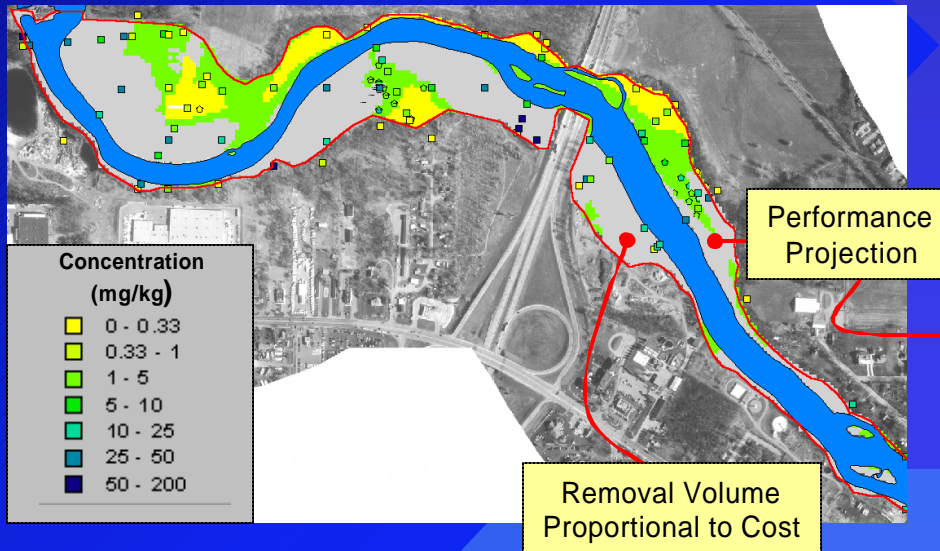 Performance
Projection
Concentration
(mg/kg)
0 - 0.33
0.33 - 1
1 - 5
5 - 10
10 - 25
25 - 50
50 - 200
Removal Volume
Proportional to Cost